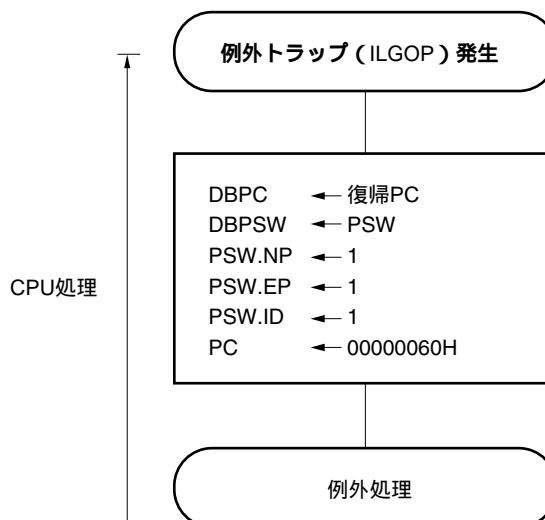 例外トラップ（ILGOP）発生
DBPC ← 復帰PC
DBPSW ← PSW
PSW.NP ← 1
PSW.EP ← 1
PSW.ID ← 1
PC ← 00000060H
CPU処理
例外処理